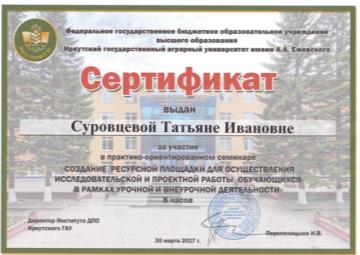 Федеральное государственное бюджетное образовательное учреждение
высшего образования
Иркутский государственный аграрный университет имени А.А. Ежевского
Сертификат
выдан
Суровцевой Татьяне Ивановне
за участие
в практико-ориентированном семинаре
СОЗДАНИЕ РЕСУРСНОЙ ПЛОЩАДКИ ДЛЯ ОСУЩЕСТВЛЕНИЯ
ИССЛЕДОВАТЕЛЬСКОЙ И ПРОЕКТНОЙ РАБОТЫ ОБУЧАЮЩИХСЯ
В РАМКАХ УРОЧНОЙ И ВНЕУРОЧНОЙ ДЕЯТЕЛЬНОСТИ
8 часов
Директор Института ДПО
Иркутского ГАУ
Перепелицына Н.В.
30 марта 2017 г.